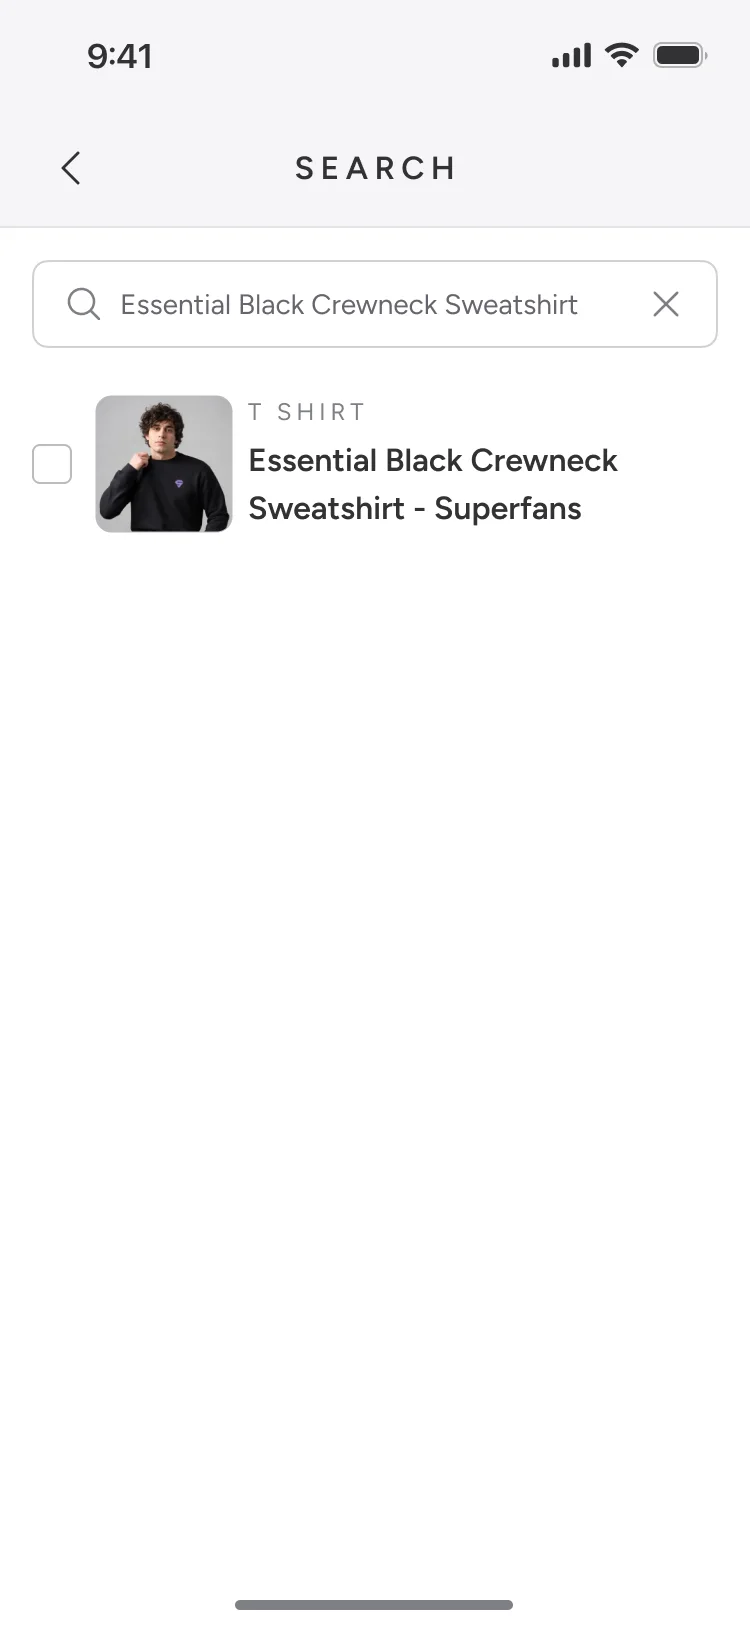 9:41
SEARCH
Essential Black Crewneck Sweatshirt
T SHIRT
Essential Black Crewneck
Sweatshirt - Superfans